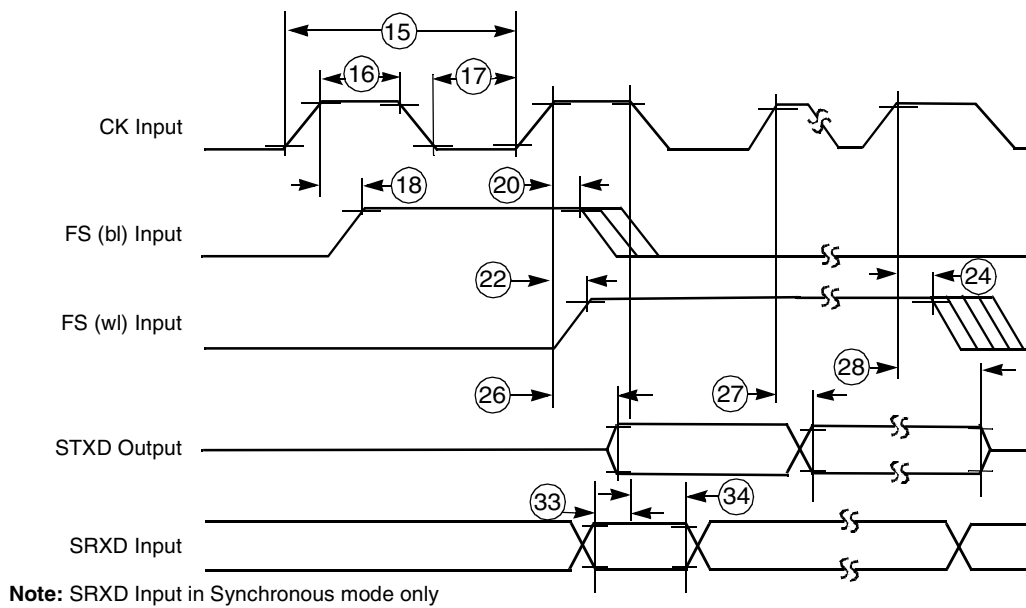 15
16
17
CK Input
18
20
FS (bl) Input
22
24
FS (wl) Input
26
27
28
STXD Output
33
34
SRXD Input
Note: SRXD Input in Synchronous mode only